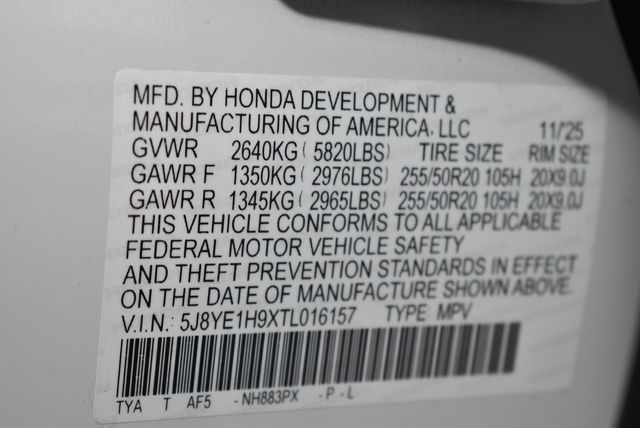 MFD. BY HONDA DEVELOPMENT &
MANUFACTURING OF AMERICA, LLC 11/'25
GVWR 2640KG ( 5820LBS) TIRE SIZE RIM SIZE
GAWR F 1350KG ( 2976LBS) 255/50R20 105H 20X9.0J
GAWR R 1345KG ( 2965LBS) 255/50R20 105H 20X9.0J
THIS VEHICLE CONFORMS TO ALL APPLICABLE
FEDERAL MOTOR VEHICLE SAFETY
AND THEFT PREVENTION STANDARDS IN EFFECT
ON THE DATE OF MANUFACTURE SHOWN ABOVE.
V.I.N.: 5J8YE1H9XTL016157 TYPE MPV
TYA T AF5 - NH883PX - P - L